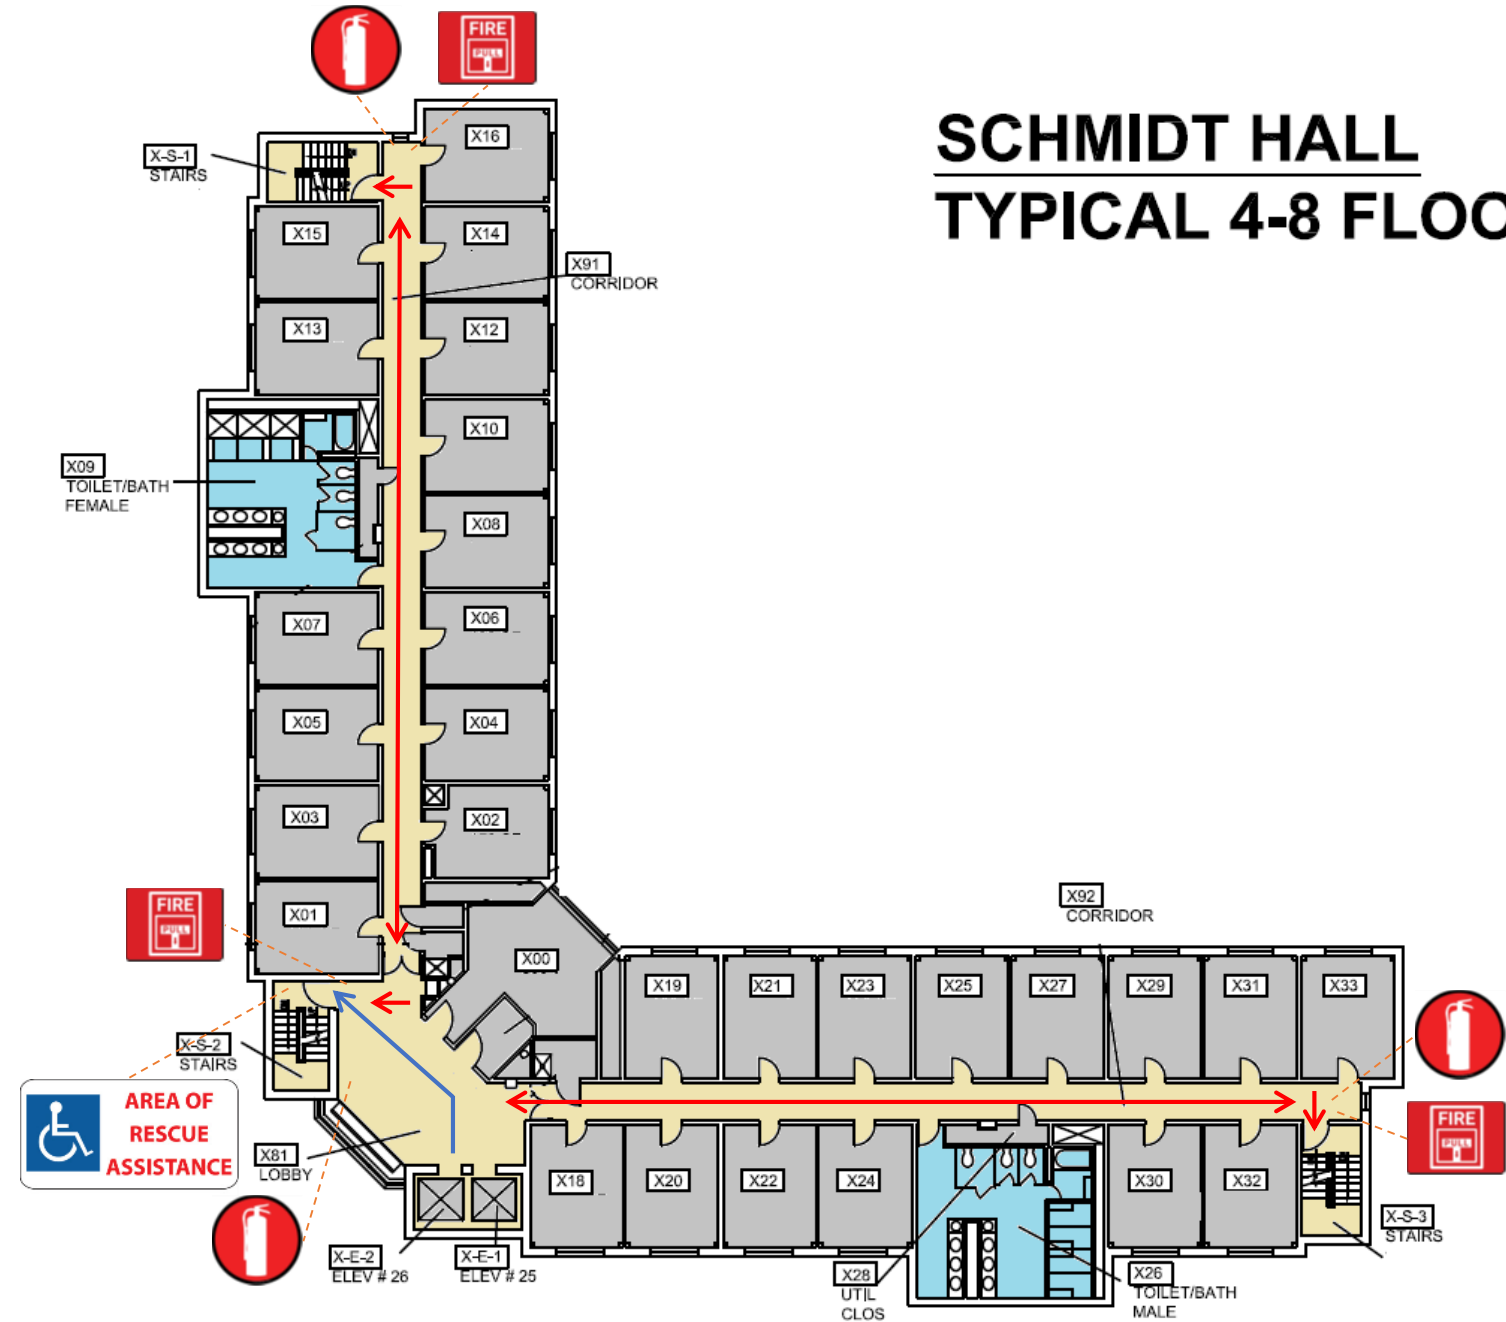 FIRE
PULL
SCHMIDT HALL
TYPICAL 4-8 FLOO
X-S-1
STAIRS
X16
X15
X14
X91
CORRIDOR
X13
X12
X10
X09
TOILET/BATH
FEMALE
X08
X07
X06
X05
X04
X03
X02
FIRE
PULL
X01
X92
CORRIDOR
X00
X19
X21
X23
X25
X27
X29
X31
X33
X-S-2
STAIRS
AREA OF
RESCUE
ASSISTANCE
FIRE
PULL
X81
LOBBY
X18
X20
X22
X24
X30
X32
X-S-3
STAIRS
X-E-2
ELEV # 26
X-E-1
ELEV # 25
X28
UTIL
CLOS
X26
TOILET/BATH
MALE